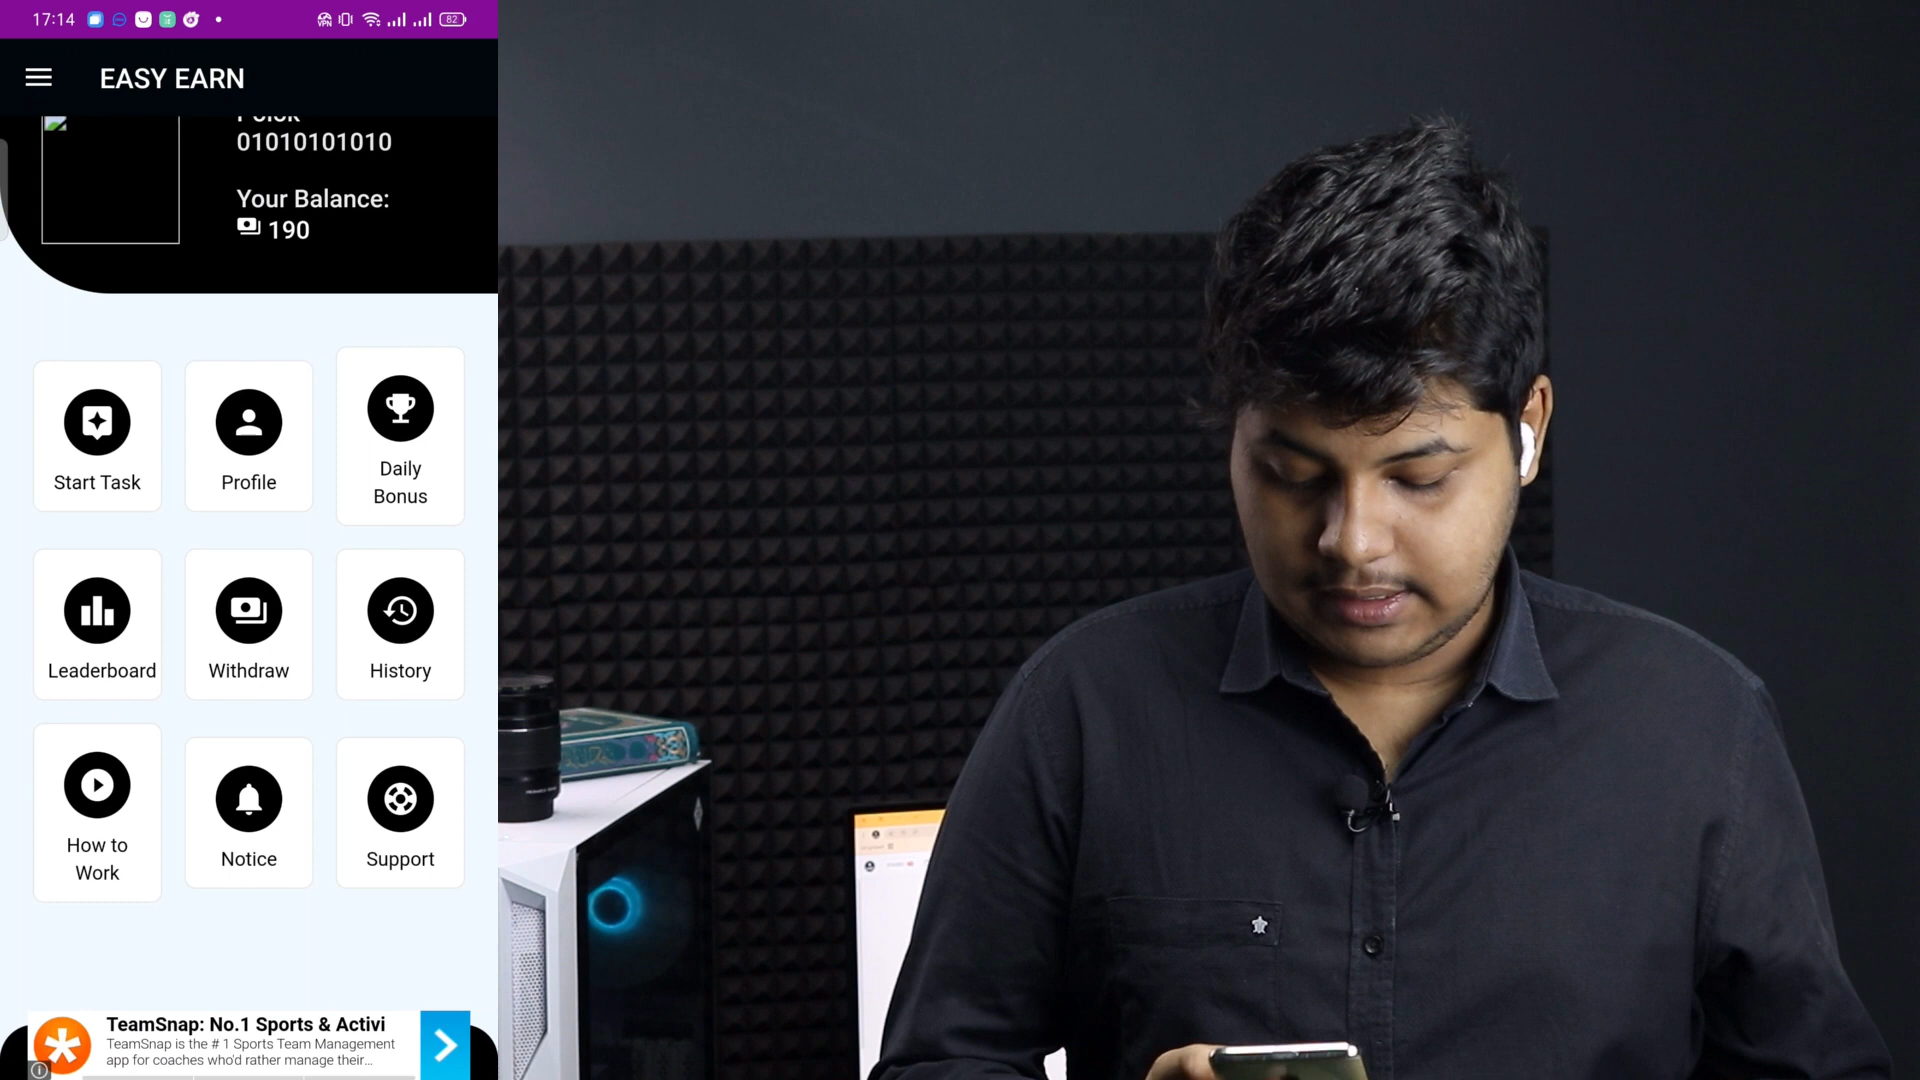 17:14
VPN
82
EASY EARN
01010101010
Your Balance:
190
Start Task
Profile
Daily
Bonus
Leaderboard
Withdraw
History
How to
Work
Notice
Support
TeamSnap: No.1 Sports & Activi
TeamSnap is the # 1 Sports Team Management
app for coaches who'd rather manage their...